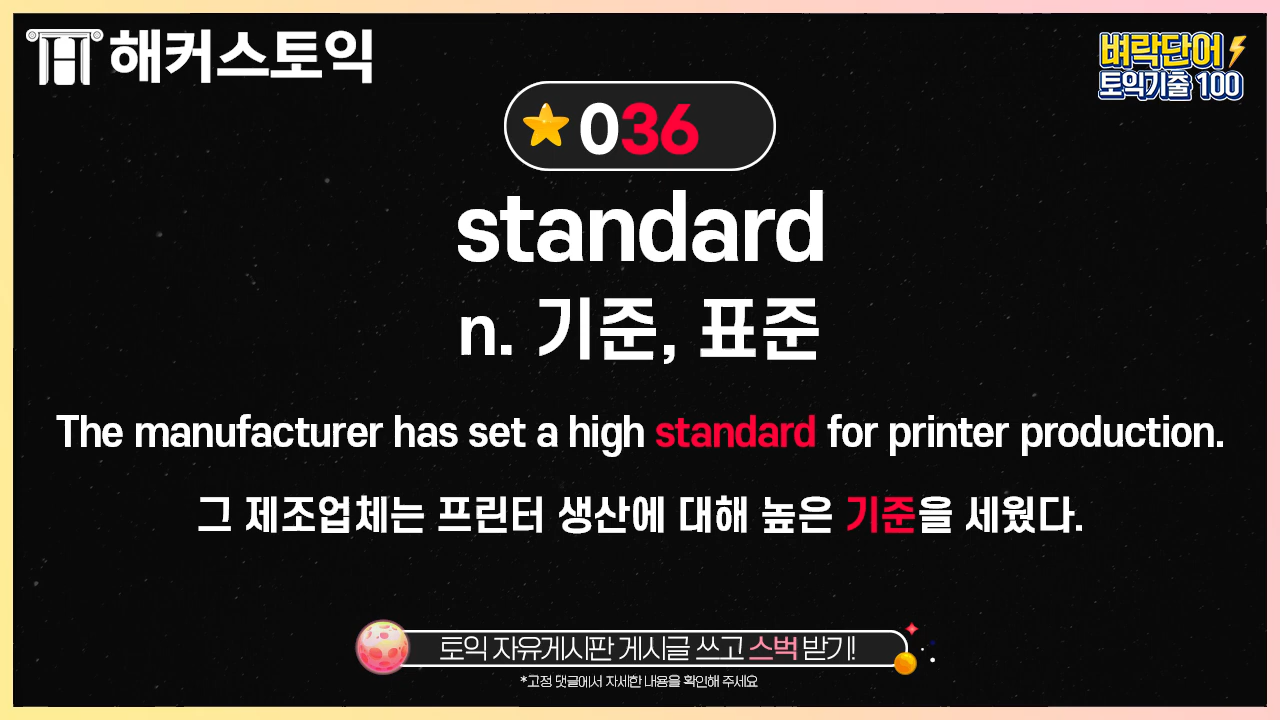 해커스토익
벼락단어
토익기출 100
036
standard
n. 기준, 표준
The manufacturer has set a high standard for printer production.
그 제조업체는 프린터 생산에 대해 높은 기준을 세웠다.
토익 자유게시판 게시글 쓰고 스벅 받기!
*고정 댓글에서 자세한 내용을 확인해 주세요